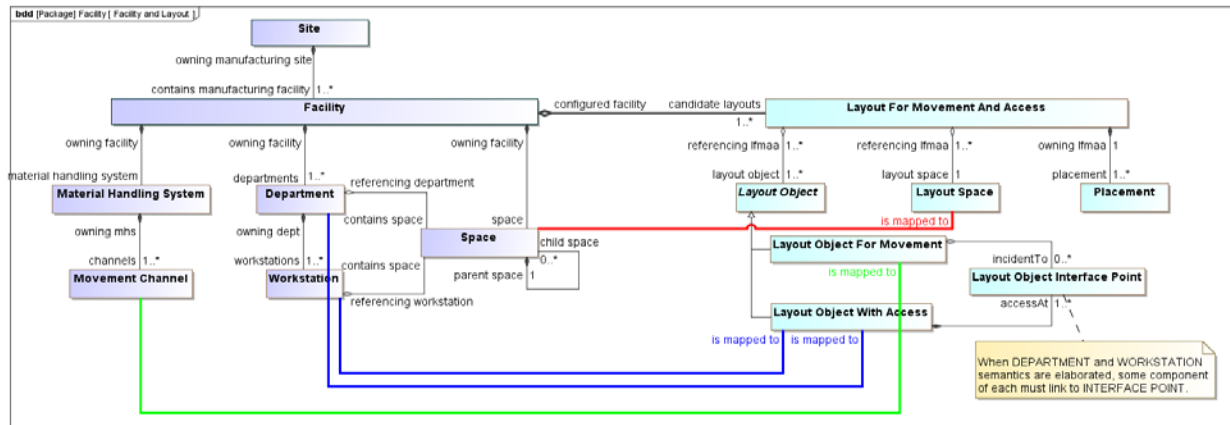 bdd [Package] Facility [ Facility and Layout ]
Site
owning manufacturing site
contains manufacturing facility 1..*
Facility
configured facility
candidate layouts
1..*
Layout For Movement And Access
owning facility
owning facility
owning facility
referencing lfmaa 1..*
referencing lfmaa 1..*
owning lfmaa 1
material handling system
departments 1..*
space
layout object 1..*
layout space 1
placement 1..*
Material Handling System
Department
referencing department
contains space
Layout Object
Layout Space
Placement
is mapped to
owning mhs
owning dept
Space
child space
0..*
parent space 1
Layout Object For Movement
is mapped to
incidentTo 0..*
channels 1..*
workstations 1..*
contains space
Movement Channel
Workstation
referencing workstation
Layout Object Interface Point
accessAt 1..*
Layout Object With Access
is mapped to
is mapped to
When DEPARTMENT and WORKSTATION
semantics are elaborated, some component
of each must link to INTERFACE POINT.